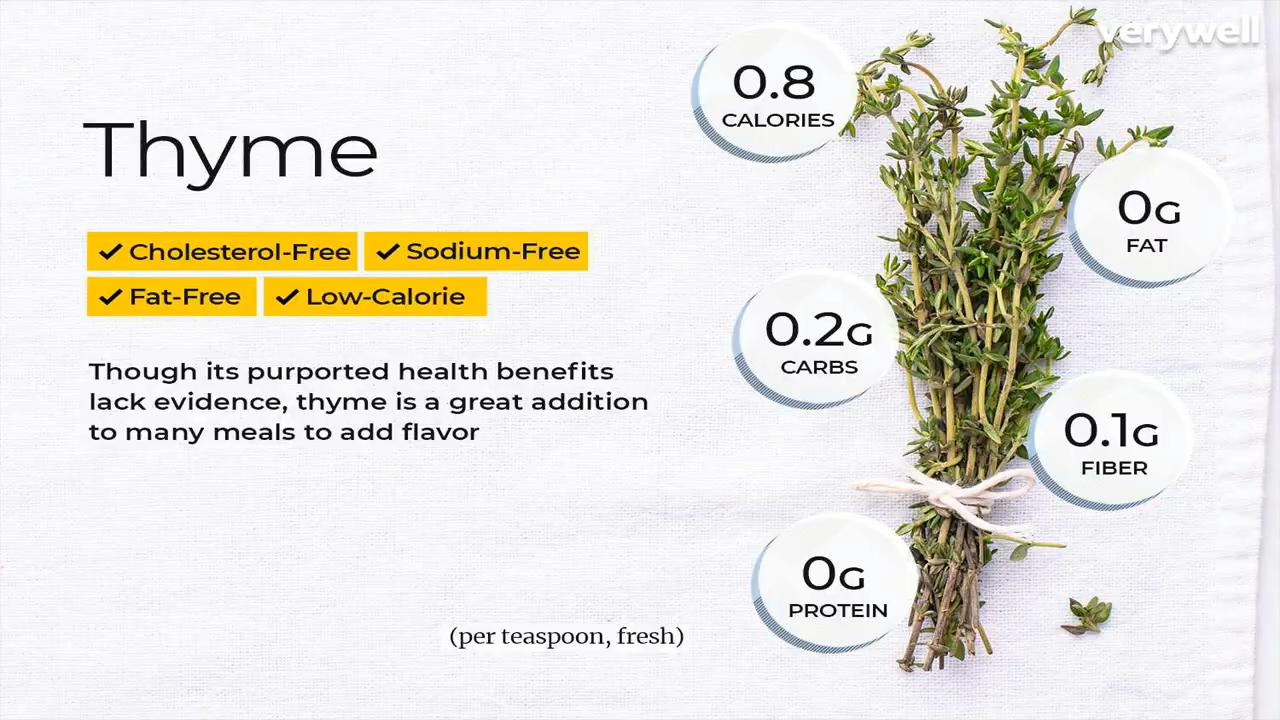 verywell
Thyme
✓ Cholesterol-Free ✓ Sodium-Free
✓ Fat-Free ✓ Low-Calorie
Though its purported health benefits
lack evidence, thyme is a great addition
to many meals to add flavor
0.8
CALORIES
0G
FAT
0.2G
CARBS
0.1G
FIBER
0G
PROTEIN
(per teaspoon, fresh)